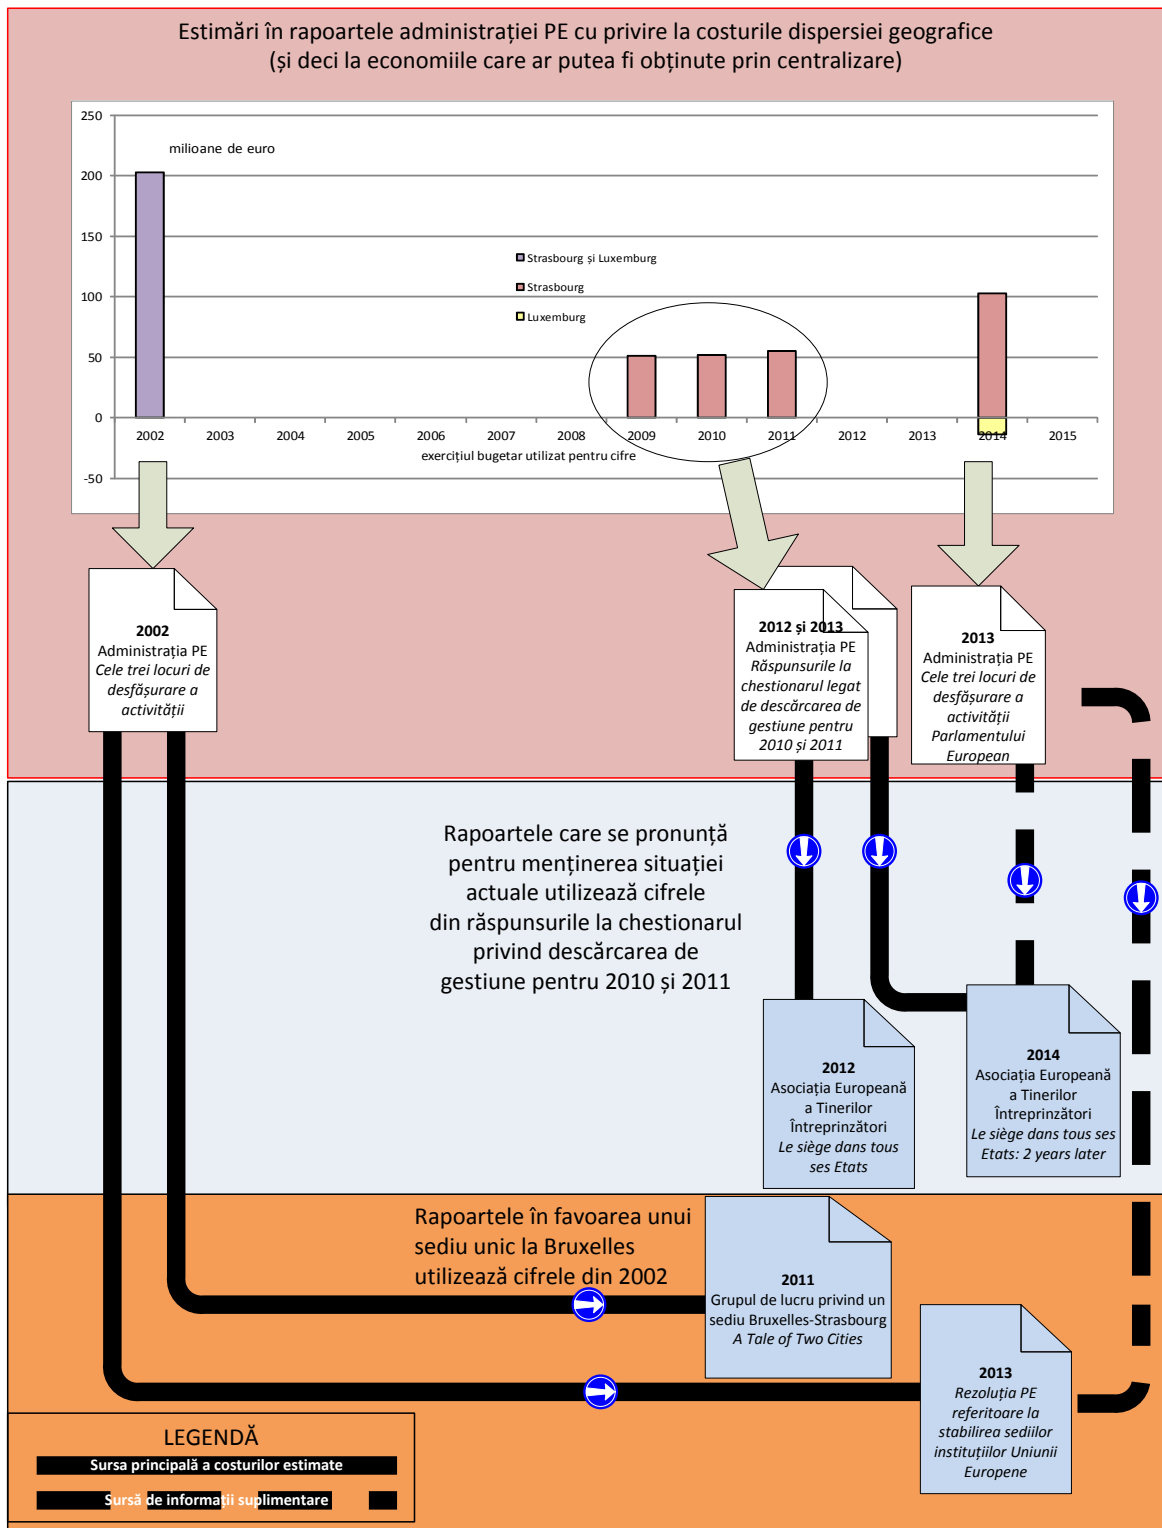 Estimări în rapoartele administrației PE cu privire la costurile dispersiei geografice
(și deci la economiile care ar putea fi obținute prin centralizare)
250
milioane de euro
200
150
Strasbourg și Luxemburg
100
Strasbourg
Luxemburg
50
0
2002 2003 2004 2005 2006 2007 2008 2009 2010 2011 2012 2013 2014 2015
exercițiul bugetar utilizat pentru cifre
-50
2002
Administrația PE
Cele trei locuri de
desfășurare a
activității
2012 și 2013
Administrația PE
Răspunsurile la
chestionarul legat
de descărcarea de
gestiune pentru
2010 și 2011
2013
Administrația PE
Cele trei locuri de
desfășurare a
activității
Parlamentului
European
Rapoartele care se pronunță
pentru menținerea situației
actuale utilizează cifrele
din răspunsurile la chestionarul
privind descărcarea de
gestiune pentru 2010 și 2011
2012
Asociația Europeană
a Tinerilor
Întreprinzători
Le siège dans tous
ses Etats
2014
Asociația Europeană
a Tinerilor
Întreprinzători
Le siège dans tous ses
Etats: 2 years later
Rapoartele în favoarea unui
sediu unic la Bruxelles
utilizează cifrele din 2002
2011
Grupul de lucru privind un
sediu Bruxelles-Strasbourg
A Tale of Two Cities
2013
Rezoluția PE
referitoare la
stabilirea sediilor
instituțiilor Uniunii
Europene
LEGENDĂ
Sursa principală a costurilor estimate
Sursă de informații suplimentare